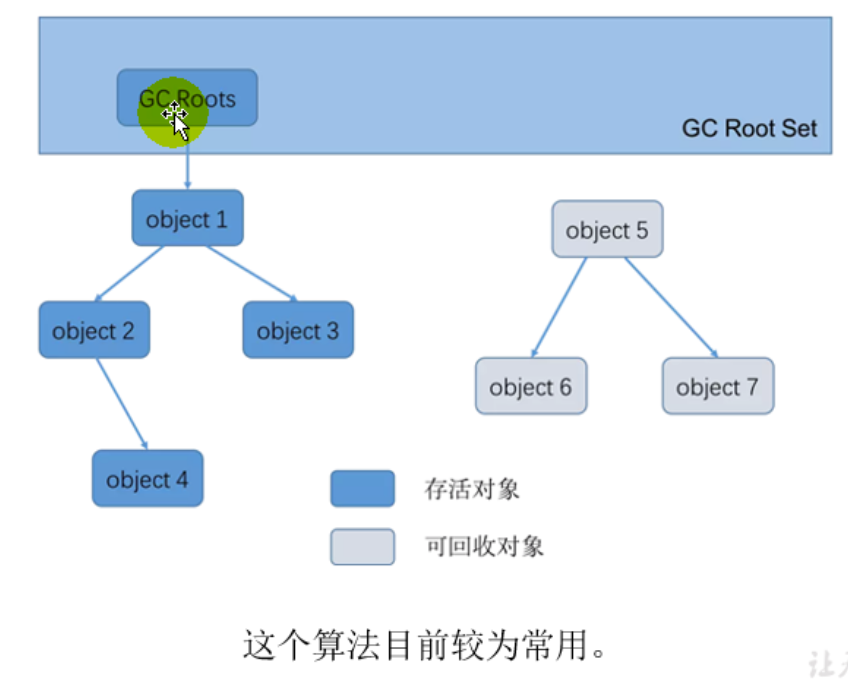 GC Roots
GC Root Set
object 1
object 5
object 2
object 3
object 6
object 7
object 4
存活对象
可回收对象
这个算法目前较为常用。
让